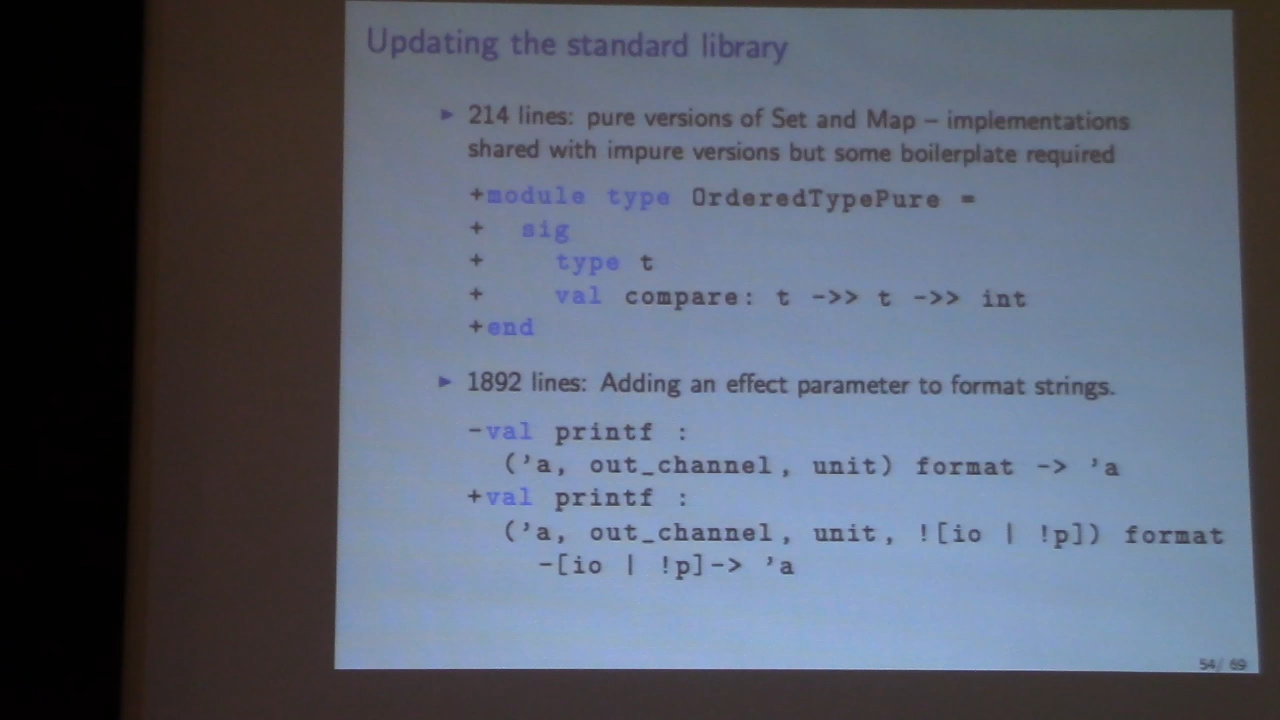 Updating the standard library
▶ 214 lines: pure versions of Set and Map – implementations
shared with impure versions but some boilerplate required
+module type OrderedTypePure =
+  sig
+    type t
+    val compare: t ->> t ->> int
+end
▶ 1892 lines: Adding an effect parameter to format strings.
-val printf :
('a, out_channel, unit) format -> 'a
+val printf :
('a, out_channel, unit, ![io | !p]) format
-[io | !p]-> 'a
54/ 69